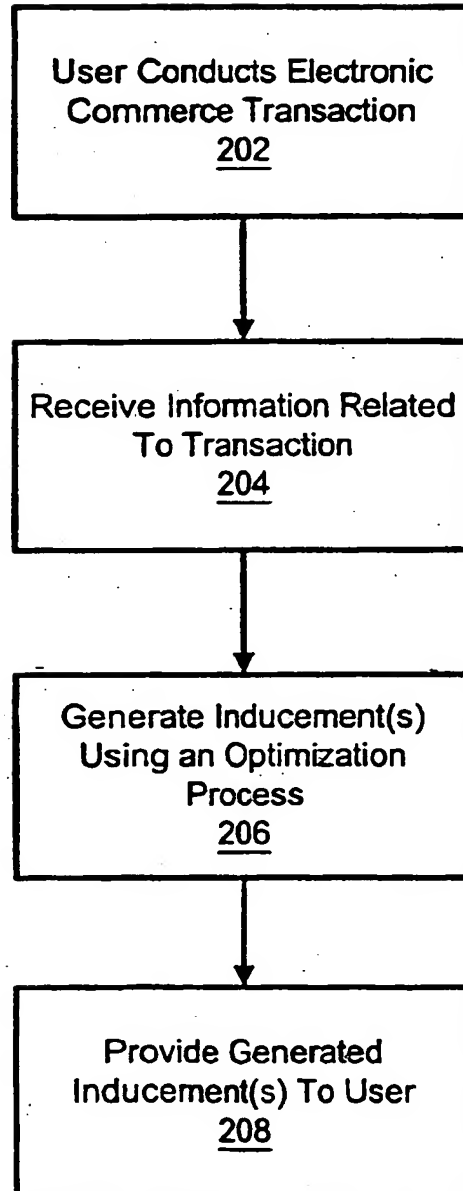 User Conducts Electronic
Commerce Transaction
202
Receive Information Related
To Transaction
204
Generate Inducement(s)
Using an Optimization
Process
206
Provide Generated
Inducement(s) To User
208